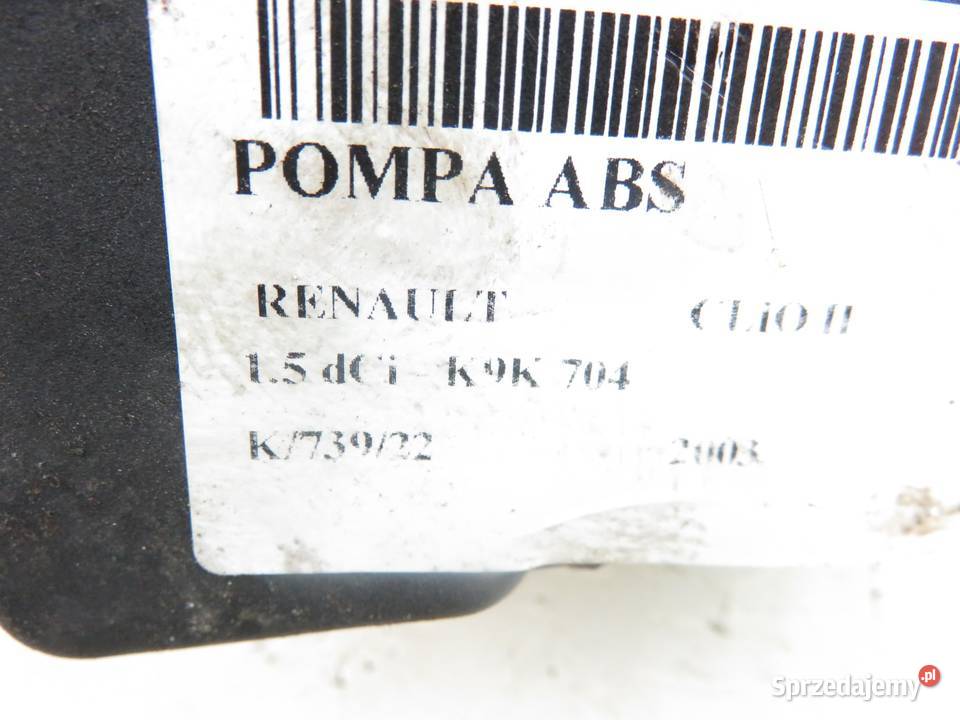 POMPA ABS
RENAULT CLiO II
1.5 dCi - K9K 704
K/739/22 2003
Sprzedajemy.pl